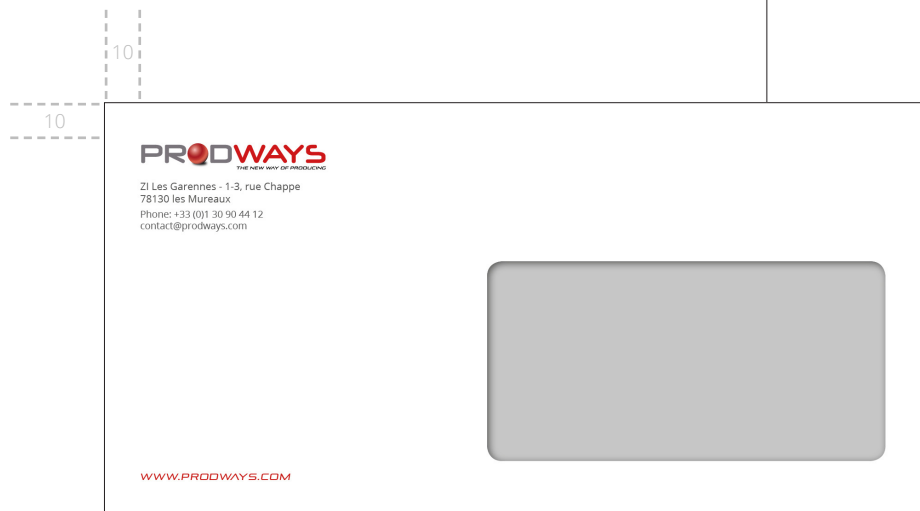 10
10
PRODWAYS
THE NEW WAY OF PRODUCING
ZI Les Garennes - 1-3, rue Chappe
78130 les Mureaux
Phone: +33 (0)1 30 90 44 12
contact@prodways.com
WWW.PRODWAYS.COM